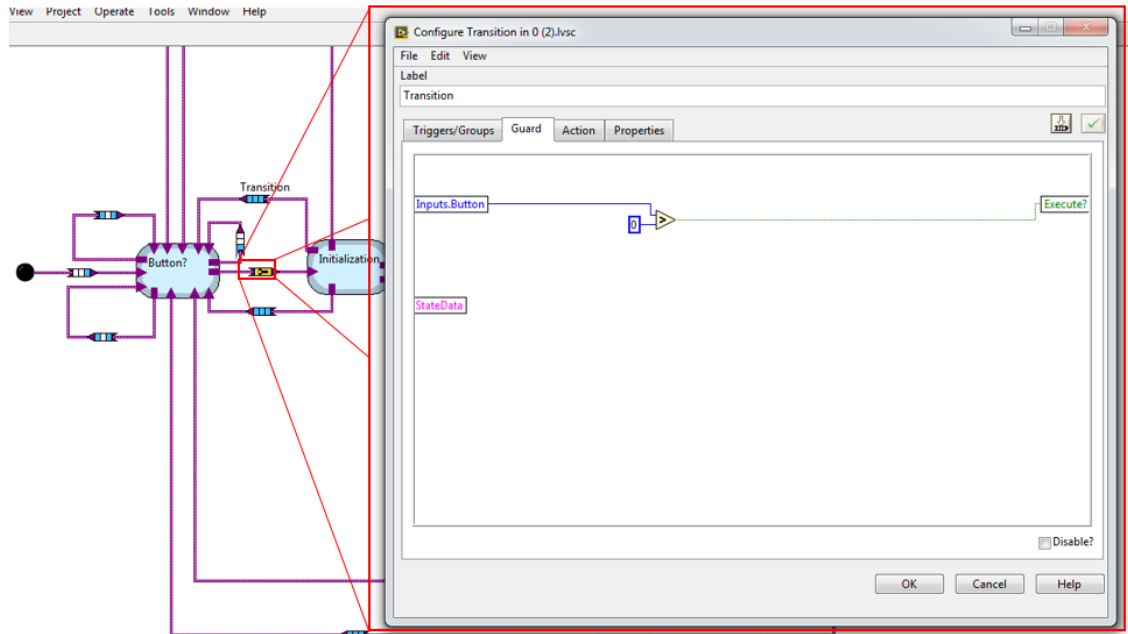 View Project Operate Tools Window Help
Transition
Button?
Initialization
Configure Transition in 0 (2).lvsc
File Edit View
Label
Transition
Triggers/Groups Guard Action Properties
Inputs.Button
0
>
Execute?
StateData
Disable?
OK Cancel Help